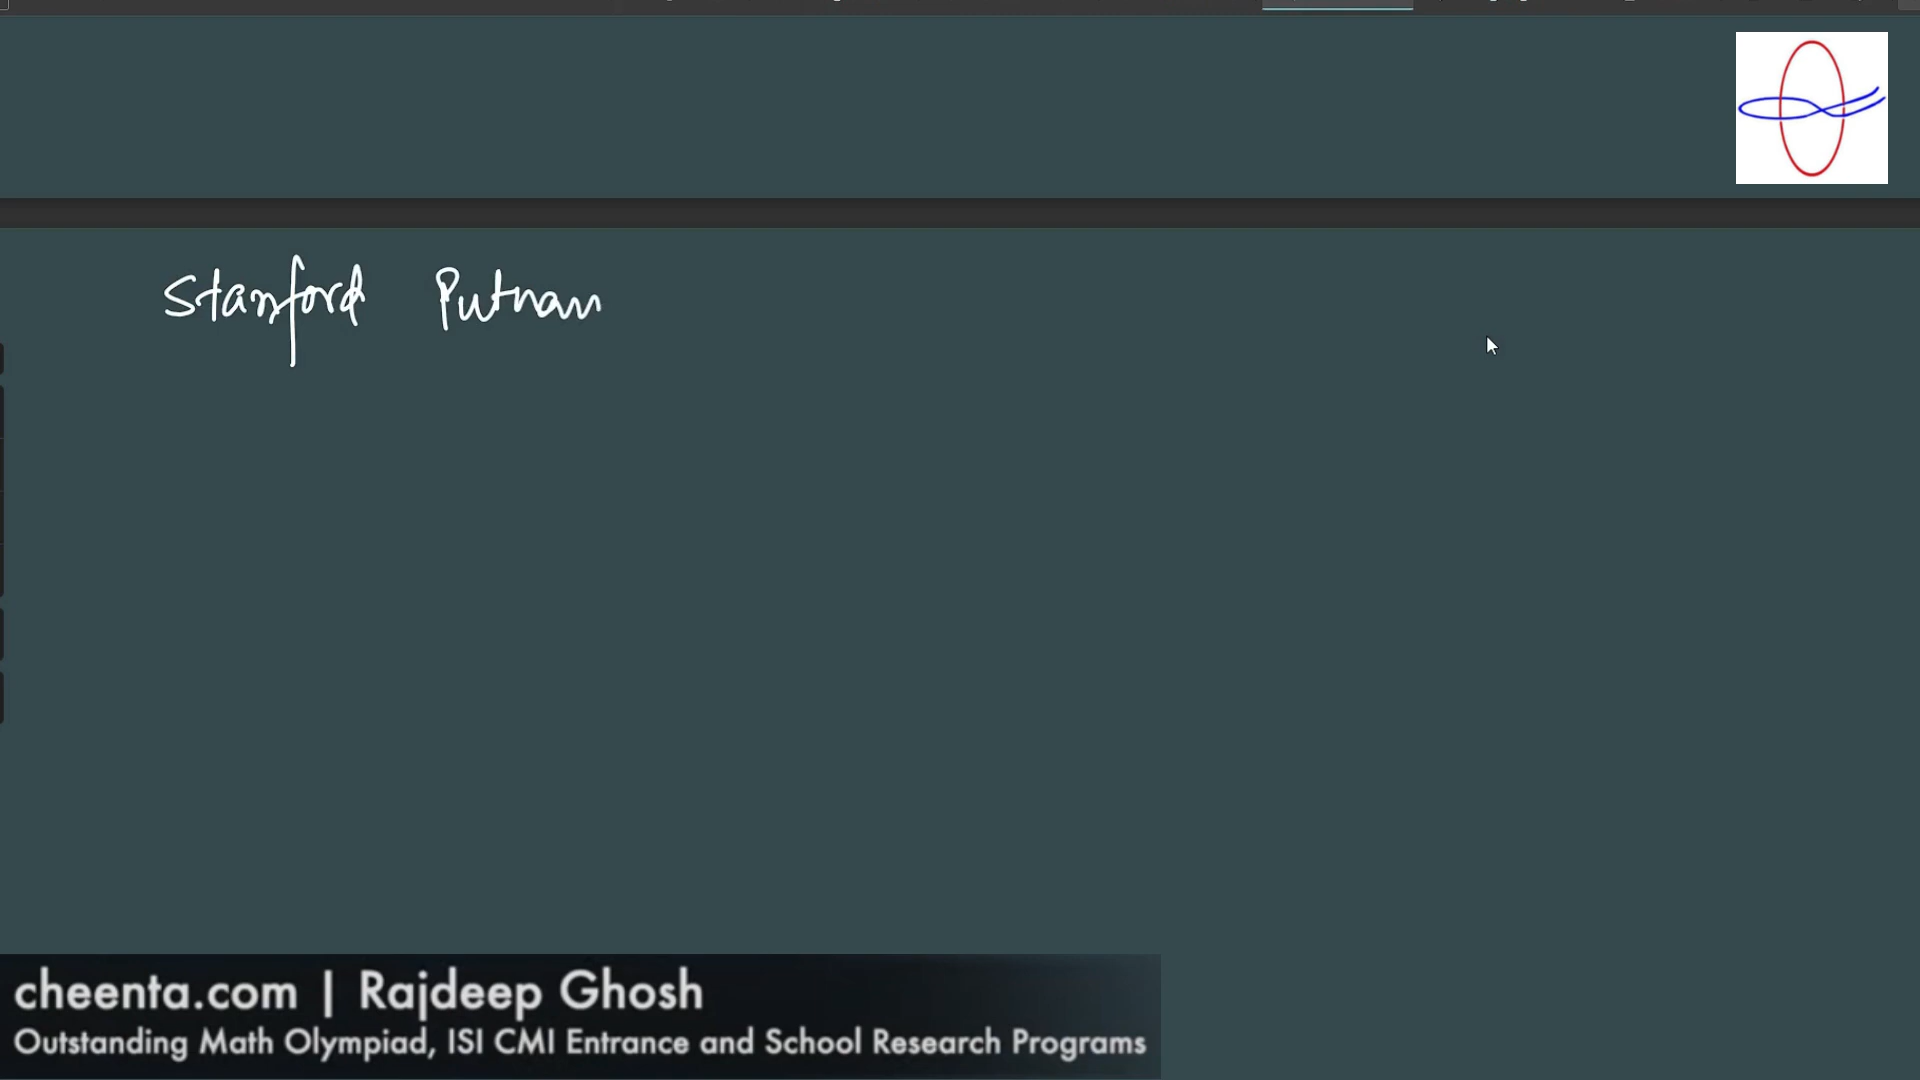 Stanford Putnam
cheenta.com | Rajdeep Ghosh
Outstanding Math Olympiad, ISI CMI Entrance and School Research Programs